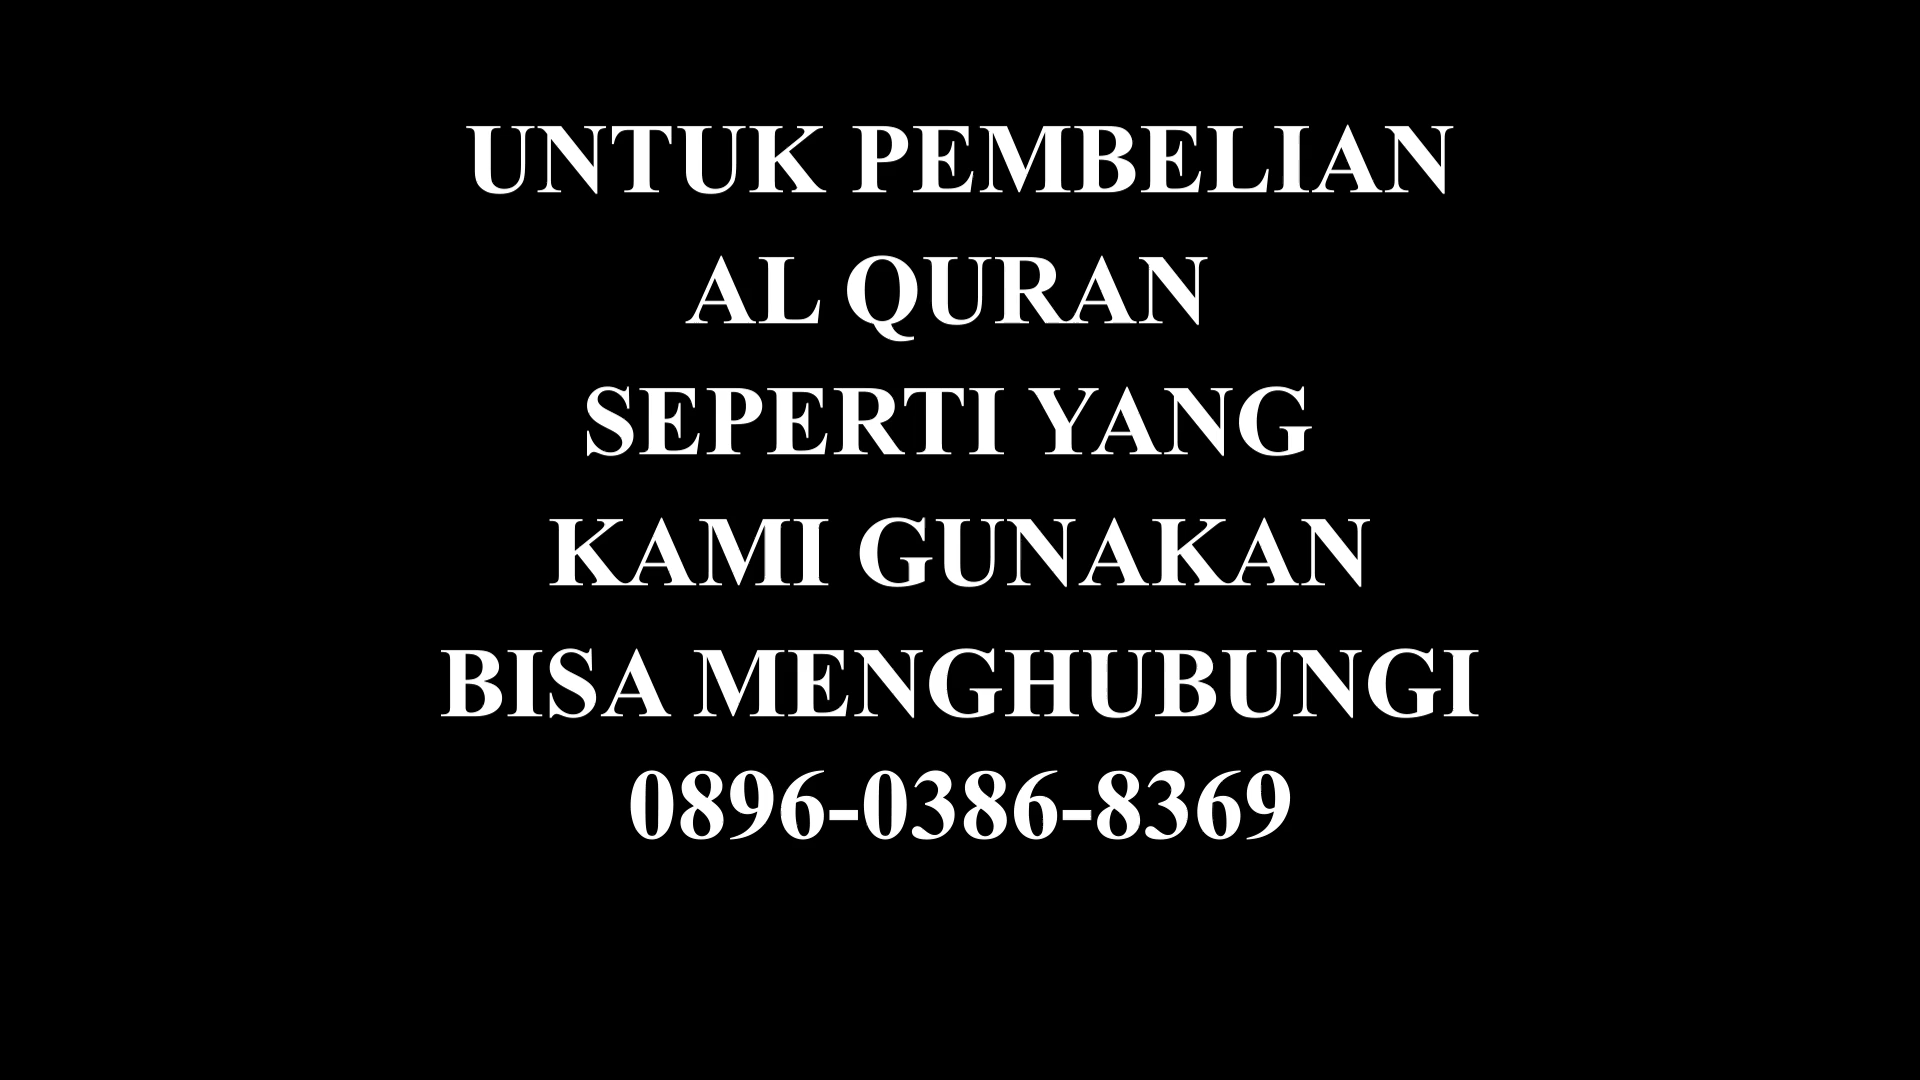 UNTUK PEMBELIAN
AL QURAN
SEPERTI YANG
KAMI GUNAKAN
BISA MENGHUBUNGI
0896-0386-8369